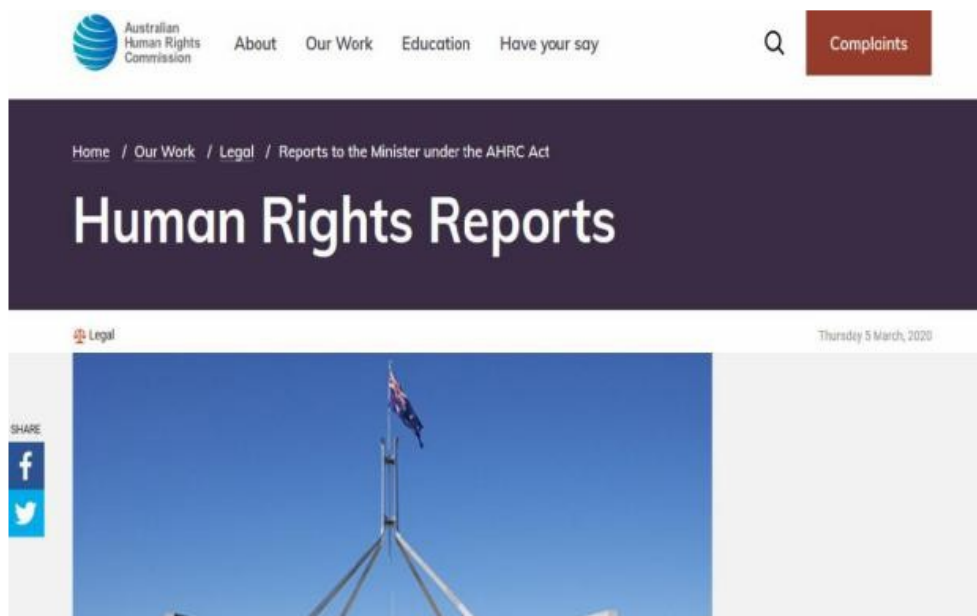 Australian
Human Rights
Commission
About Our Work Education Have your say
Complaints
Home / Our Work / Legal / Reports to the Minister under the AHRC Act
Human Rights Reports
Legal
Thursday 5 March, 2020
SHARE